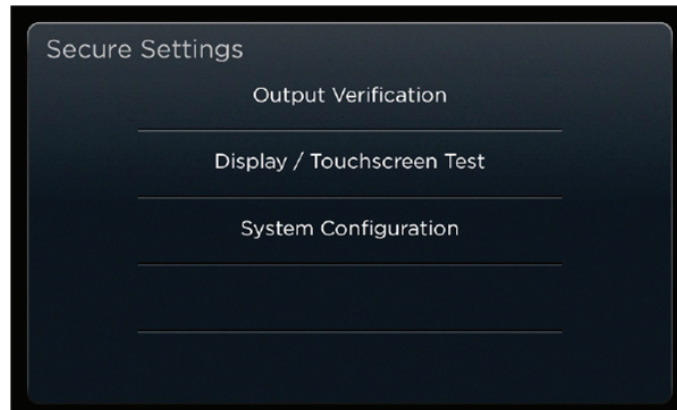 Secure Settings
Output Verification
Display / Touchscreen Test
System Configuration